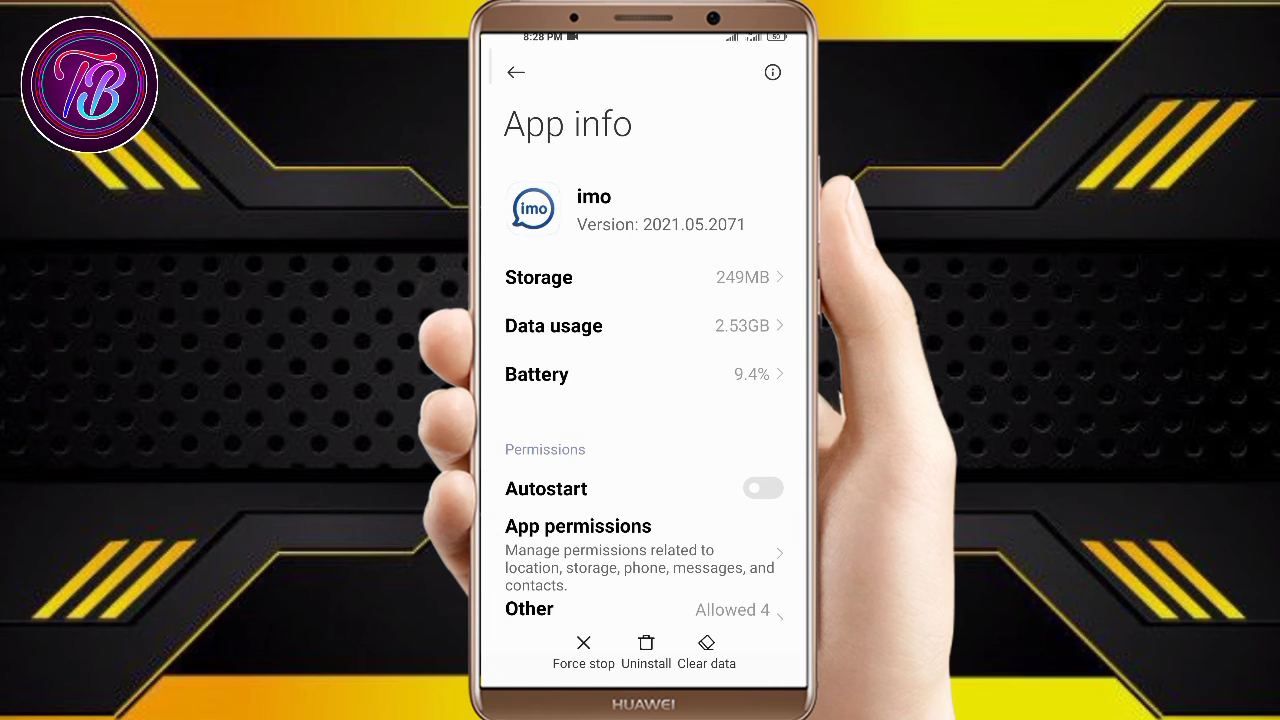 TB
8:28 PM
50
App info
imo
imo
Version: 2021.05.2071
Storage
249MB
Data usage
2.53GB
Battery
9.4%
Permissions
Autostart
App permissions
Manage permissions related to
location, storage, phone, messages, and
contacts.
Other
Allowed 4
Force stop
Uninstall
Clear data
HUAWEI